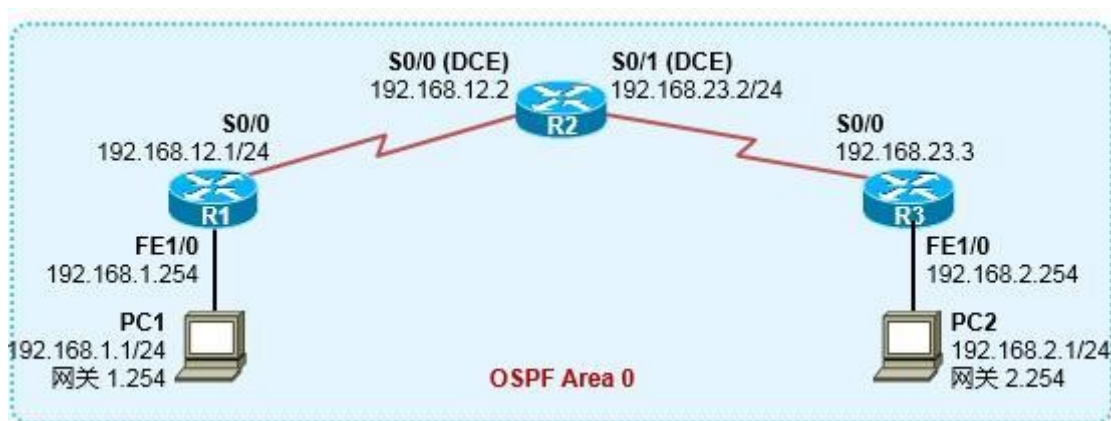 S0/0 (DCE)
192.168.12.2
S0/1 (DCE)
192.168.23.2/24
R2
S0/0
192.168.12.1/24
R1
S0/0
192.168.23.3
R3
FE1/0
192.168.1.254
FE1/0
192.168.2.254
PC1
192.168.1.1/24
网关 1.254
PC2
192.168.2.1/24
网关 2.254
OSPF Area 0